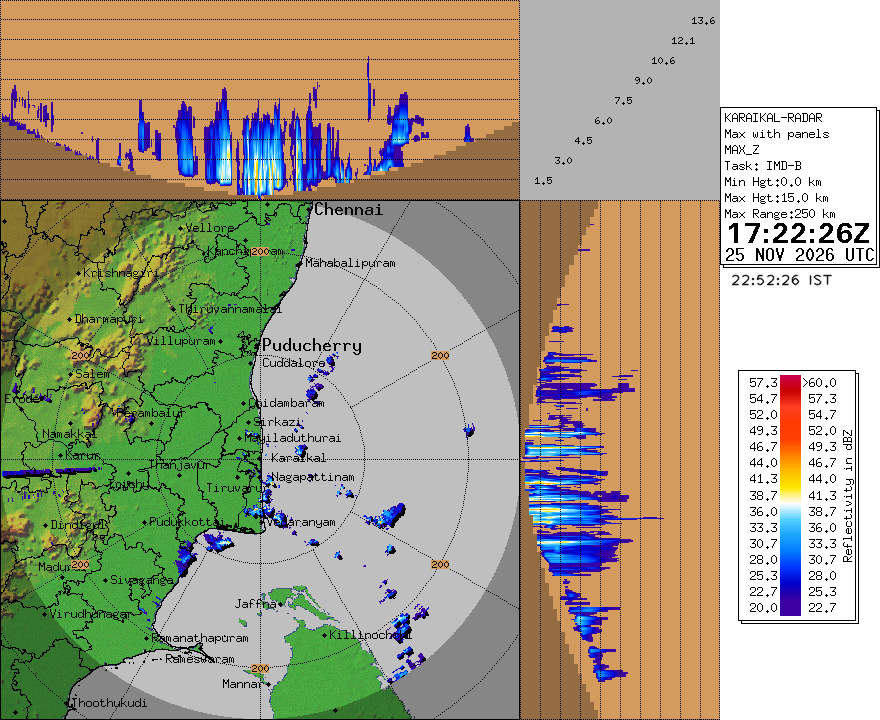 13.6
12.1
10.6
9.0
7.5
6.0
4.5
3.0
1.5
KARAIKAL-RADAR
Max with panels
MAX_Z
Task: IMD-B
Min Hgt:0.0 km
Max Hgt:15.0 km
Max Range:250 km
17:22:26Z
25 NOV 2026 UTC
22:52:26 IST
Chennai
Vellore
200
Mahabalipuram
Krishnagiri
Thiruvannamalai
Dharmapuri
Villupuram
Puducherry
200
200
Cuddalore
Salem
Chidambaram
Perambalur
Sirkazi
Namakkal
Mayiladuthurai
Karur
Karaikal
Thanjavur
Nagapattinam
Tiruvarur
Pudukkottai
Vedaranyam
Dindigul
200
200
Sivaganga
Jaffna
Virudhunagar
Killinochchi
Ramanathapuram
Rameswaram
200
Mannar
Thoothukudi
57.3 >60.0
54.7 57.3
52.0 54.7
49.3 52.0
46.7 49.3
44.0 46.7
41.3 44.0
38.7 41.3
36.0 38.7
33.3 36.0
30.7 33.3
28.0 30.7
25.3 28.0
22.7 25.3
20.0 22.7
Reflectivity in dBZ